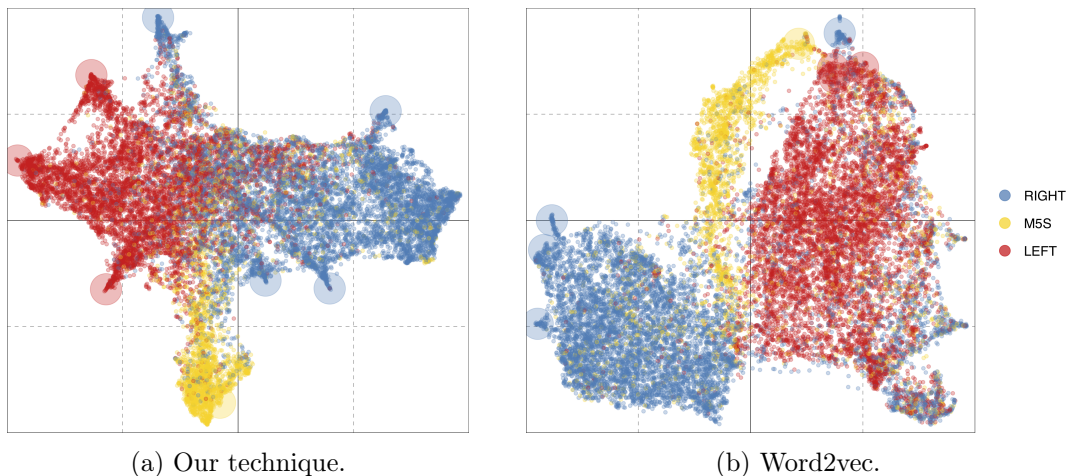 RIGHT
M5S
LEFT
(a) Our technique.
(b) Word2vec.